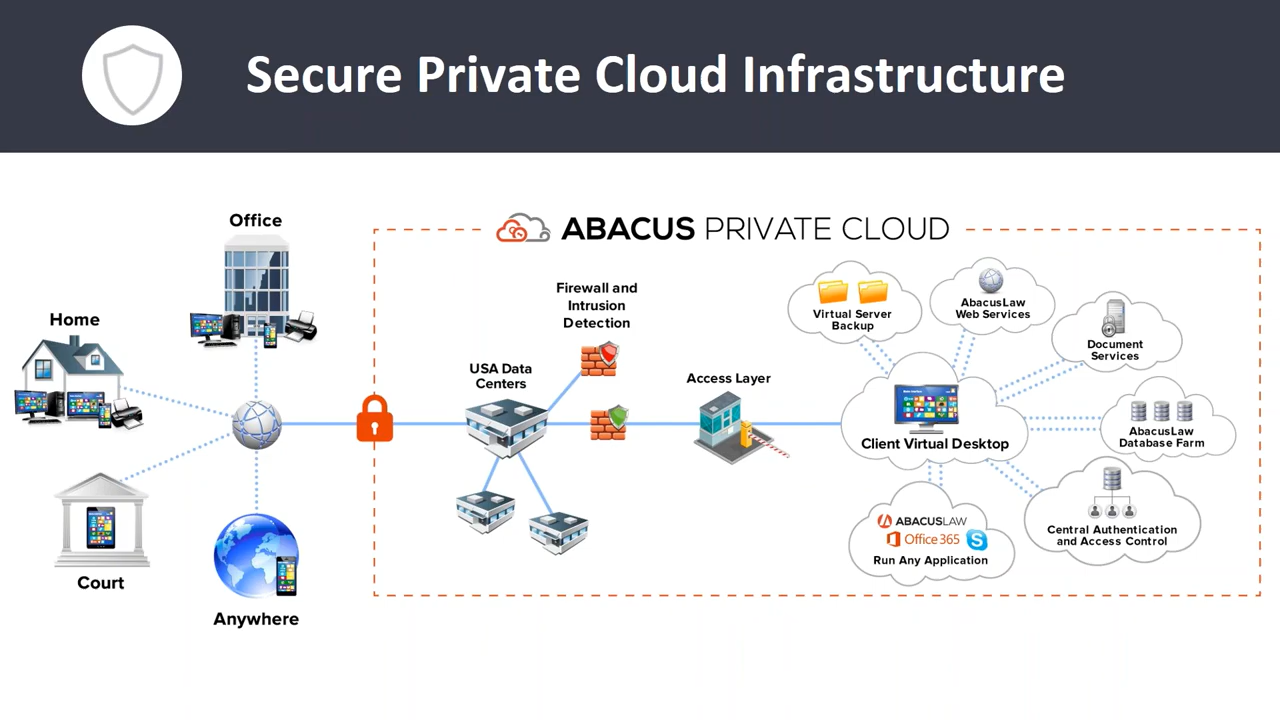 Secure Private Cloud Infrastructure
Office
Home
Court
Anywhere
ABACUS PRIVATE CLOUD
Firewall and
Intrusion
Detection
USA Data
Centers
Access Layer
Virtual Server
Backup
AbacusLaw
Web Services
Document
Services
Client Virtual Desktop
AbacusLaw
Database Farm
Central Authentication
and Access Control
ABACUSLAW
Office 365
Run Any Application